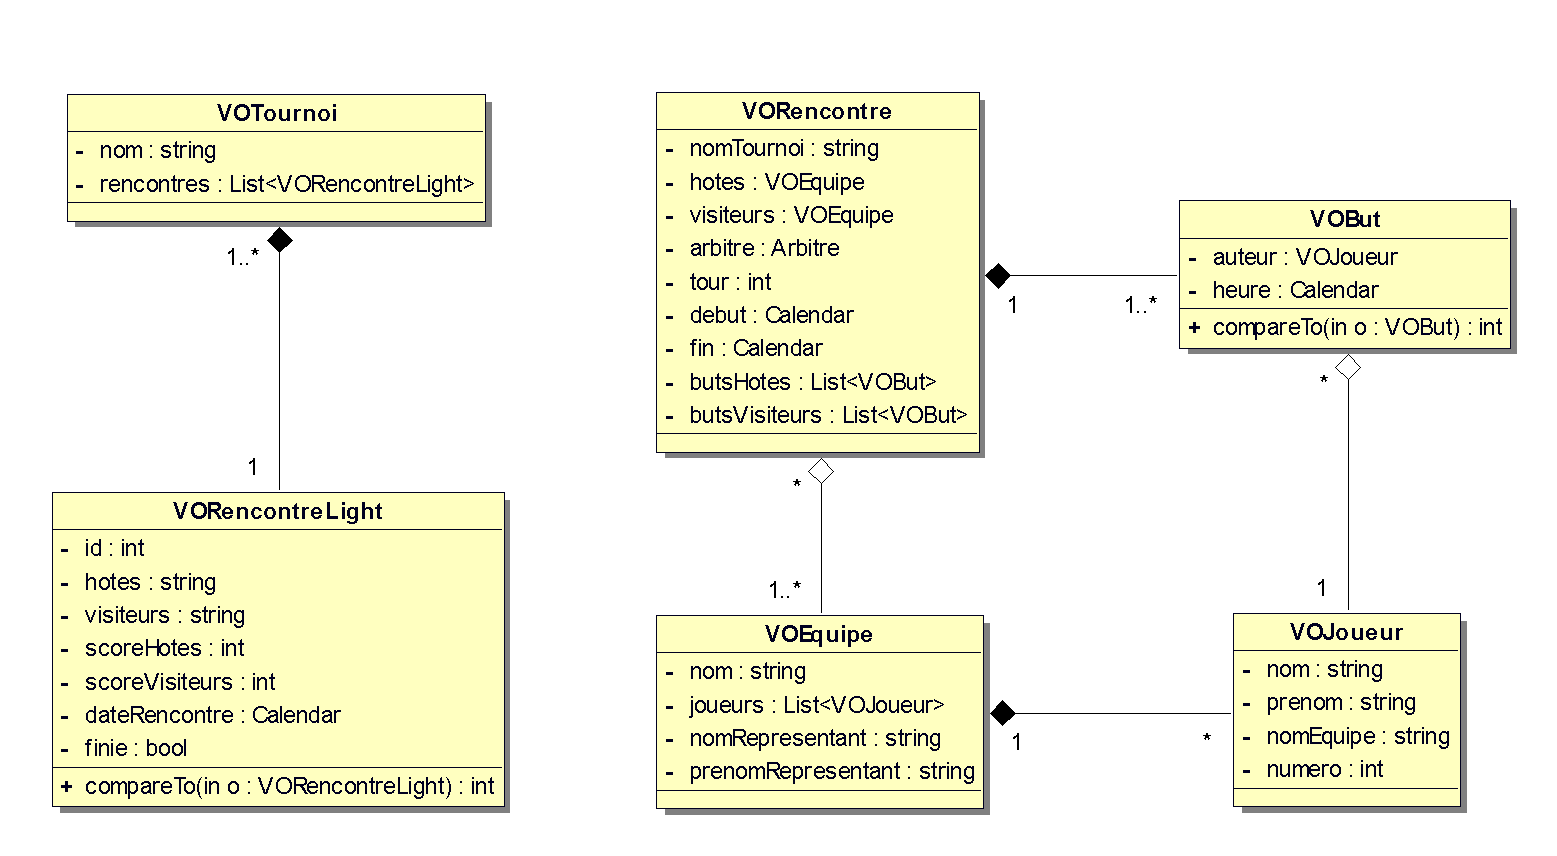 VOTournoi
- nom : string
- rencontres : List<VORencontreLight>
1..*
1
VORencontreLight
- id : int
- hotes : string
- visiteurs : string
- scoreHotes : int
- scoreVisiteurs : int
- dateRencontre : Calendar
- finie : bool
+ compareTo(in o : VORencontreLight) : int
VORencontre
- nomTournoi : string
- hotes : VOEquipe
- visiteurs : VOEquipe
- arbitre : Arbitre
- tour : int
- debut : Calendar
- fin : Calendar
- butsHotes : List<VOBut>
- butsVisiteurs : List<VOBut>
1
1..*
VOBut
- auteur : VOJoueur
- heure : Calendar
+ compareTo(in o : VOBut) : int
*
1..*
*
1
VOEquipe
- nom : string
- joueurs : List<VOJoueur>
- nomRepresentant : string
- prenomRepresentant : string
1
*
VOJoueur
- nom : string
- prenom : string
- nomEquipe : string
- numero : int